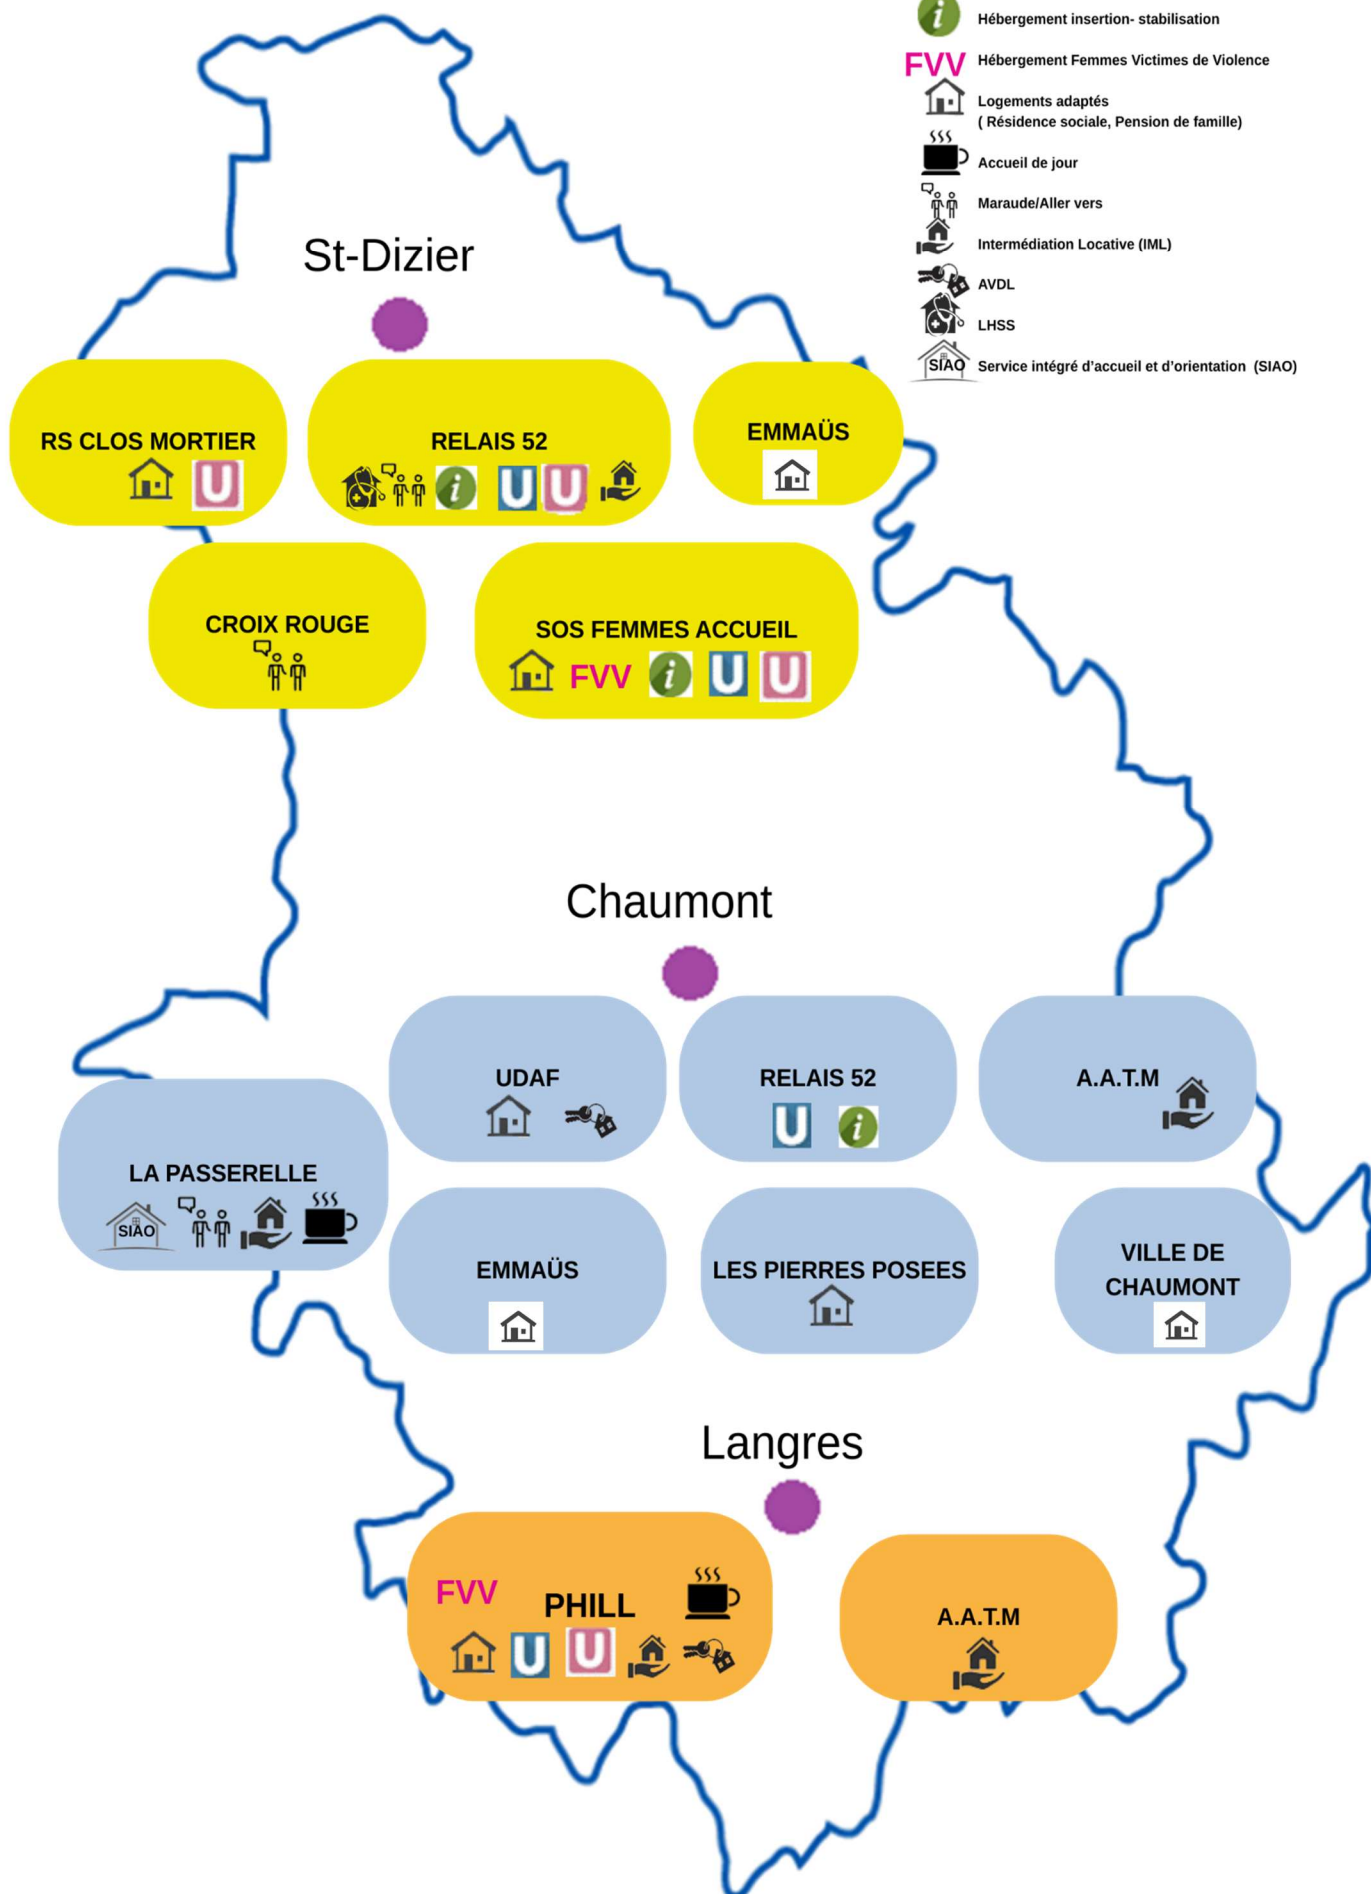 Hébergement insertion- stabilisation
FVV Hébergement Femmes Victimes de Violence
Logements adaptés
( Résidence sociale, Pension de famille)
Accueil de jour
Maraude/Aller vers
Intermédiation Locative (IML)
AVDL
LHSS
SIAO Service intégré d'accueil et d'orientation (SIAO)
St-Dizier
RS CLOS MORTIER
U
RELAIS 52
i U U
EMMAÜS
CROIX ROUGE
SOS FEMMES ACCUEIL
FVV i U U
Chaumont
UDAF
RELAIS 52
U i
A.A.T.M
LA PASSERELLE
SIAO
EMMAÜS
LES PIERRES POSEES
VILLE DE
CHAUMONT
Langres
FVV
PHILL
U U
A.A.T.M